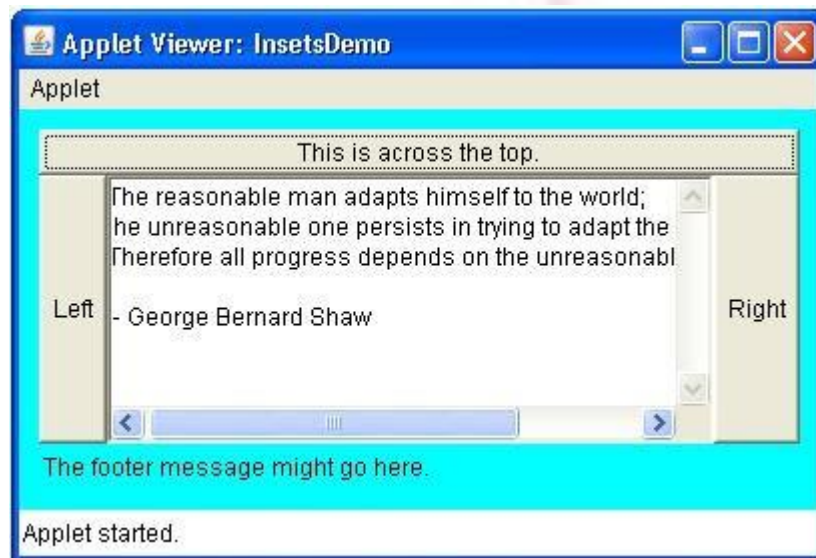 Applet Viewer: InsetsDemo
Applet
This is across the top.
The reasonable man adapts himself to the world;
he unreasonable one persists in trying to adapt the
Therefore all progress depends on the unreasonabl
Left
- George Bernard Shaw
Right
The footer message might go here.
Applet started.